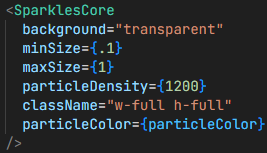 <SparklesCore
background="transparent"
minSize={.1}
maxSize={1}
particleDensity={1200}
className="w-full h-full"
particleColor={particleColor}
/>